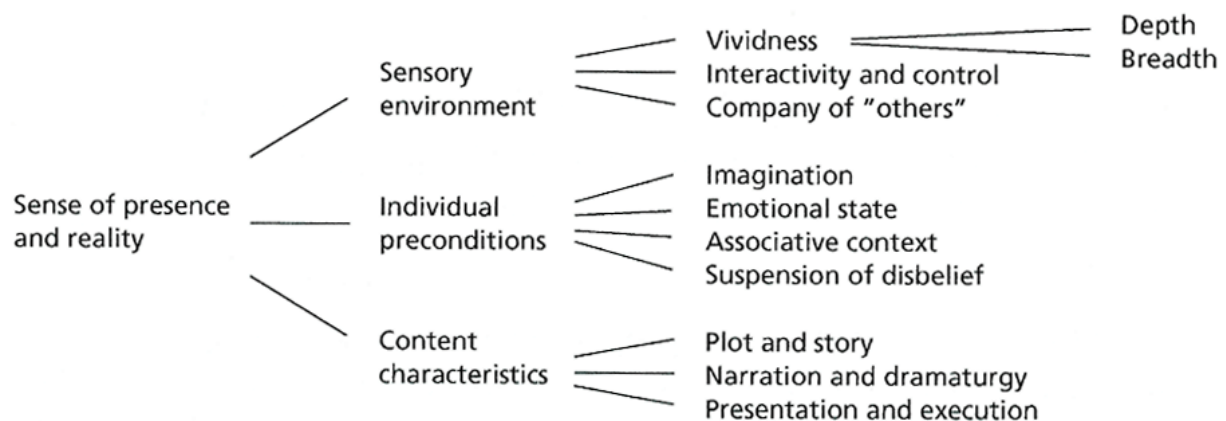 Sense of presence
and reality
Sensory
environment
Vividness
Depth
Breadth
Interactivity and control
Company of "others"
Individual
preconditions
Imagination
Emotional state
Associative context
Suspension of disbelief
Content
characteristics
Plot and story
Narration and dramaturgy
Presentation and execution